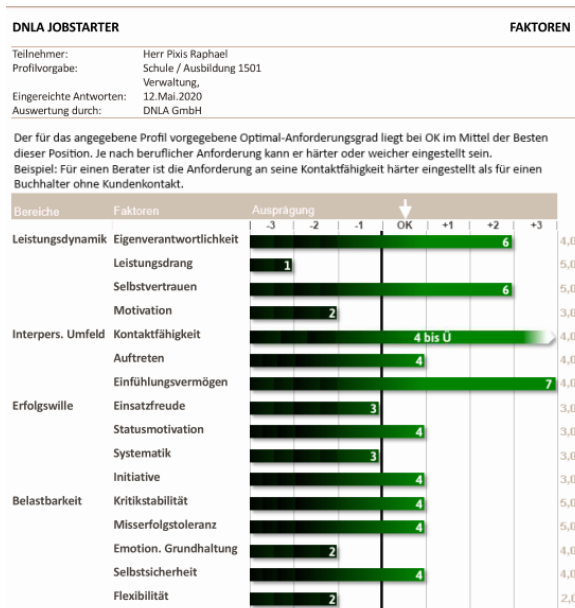 DNLA JOBSTARTER FAKTOREN
Teilnehmer: Herr Pixis Raphael
Profilvorgabe: Schule / Ausbildung 1501
Verwaltung,
Eingereichte Antworten: 12.Mai.2020
Auswertung durch: DNLA GmbH
Der für das angegebene Profil vorgegebene Optimal-Anforderungsgrad liegt bei OK im Mittel der Besten
dieser Position. Je nach beruflicher Anforderung kann er härter oder weicher eingestellt sein.
Beispiel: Für einen Berater ist die Anforderung an seine Kontaktfähigkeit härter eingestellt als für einen
Buchhalter ohne Kundenkontakt.
Bereiche Faktoren Ausprägung
-3 -2 -1 OK +1 +2 +3
Leistungsdynamik Eigenverantwortlichkeit 6 4,0
Leistungsdrang 1 5,0
Selbstvertrauen 6 5,0
Motivation 2 3,0
Interpers. Umfeld Kontaktfähigkeit 4 bis Ü 4,0
Auftreten 4 4,0
Einfühlungsvermögen 7 4,0
Erfolgswille Einsatzfreude 3 3,0
Statusmotivation 4 3,0
Systematik 3 3,0
Initiative 4 3,0
Belastbarkeit Kritikstabilität 4 5,0
Misserfolgstoleranz 4 5,0
Emotion. Grundhaltung 2 4,0
Selbstsicherheit 4 4,0
Flexibilität 2 2,0